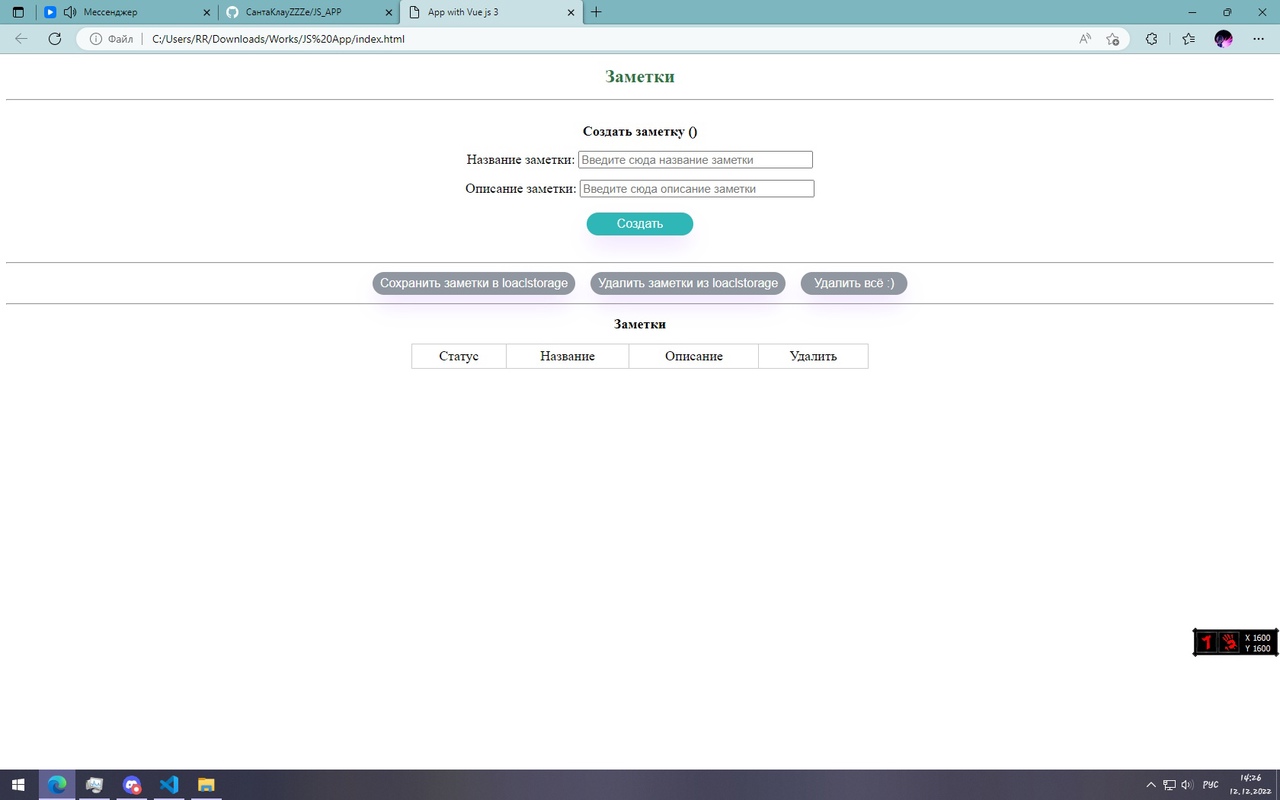 Мессенджер
СантаКлауZZZe/JS_APP
App with Vue js 3
Файл
C:/Users/RR/Downloads/Works/JS%20App/index.html
Заметки
Создать заметку ()
Название заметки: Введите сюда название заметки
Описание заметки: Введите сюда описание заметки
Создать
Сохранить заметки в loaclstorage Удалить заметки из loaclstorage Удалить всё :)
Заметки
Статус Название Описание Удалить
X 1600
Y 1600
РУС
14:26
12.12.2022